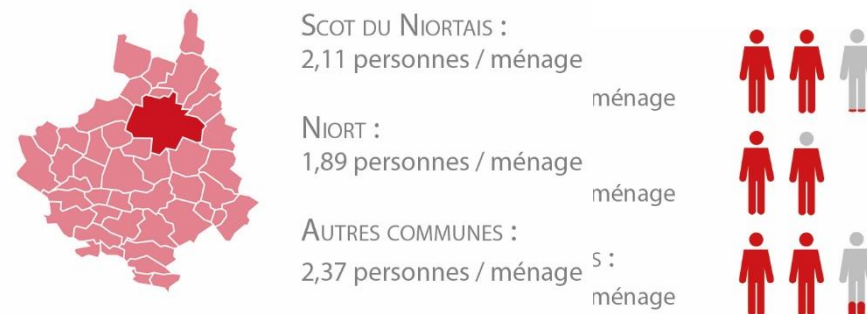 SCOT DU NIORTAIS :
2,11 personnes / ménage
ménage
NIORT :
1,89 personnes / ménage
ménage
AUTRES COMMUNES :
2,37 personnes / ménage
S :
ménage